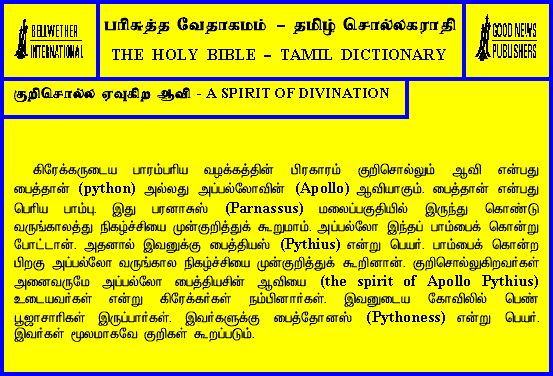 BELLWETHER
INTERNATIONAL
பரிசுத்த வேதாகமம் – தமிழ் சொல்லகராதி
THE HOLY BIBLE – TAMIL DICTIONARY
GOOD NEWS
PUBLISHERS
குறிசொல்ல ஏவுகிற ஆவி - A SPIRIT OF DIVINATION
கிரேக்கருடைய பாரம்பரிய வழக்கத்தின் பிரகாரம் குறிசொல்லும் ஆவி என்பது
பைத்தான் (python) அல்லது அப்பல்லோவின் (Apollo) ஆவியாகும். பைத்தான் என்பது
பெரிய பாம்பு. இது பரனாசுஸ் (Parnassus) மலைப்பகுதியில் இருந்து கொண்டு
வருங்காலத்து நிகழ்ச்சியை முன்குறித்துக் கூறுமாம். அப்பல்லோ இந்தப் பாம்பைக் கொன்று
போட்டான். அதனால் இவனுக்கு பைத்தியஸ் (Pythius) என்று பெயர். பாம்பைக் கொன்ற
பிறகு அப்பல்லோ வருங்கால நிகழ்ச்சியை முன்குறித்துக் கூறினான். குறிசொல்லுகிறவர்கள்
அனைவருமே அப்பல்லோ பைத்தியசின் ஆவியை (the spirit of Apollo Pythius)
உடையவர்கள் என்று கிரேக்கர்கள் நம்பினார்கள். இவனுடைய கோவிலில் பெண்
பூஜாசாரிகள் இருப்பார்கள். இவர்களுக்கு பைத்தோனஸ் (Pythoness) என்று பெயர்.
இவர்கள் மூலமாகவே குறிகள் கூறப்படும்.